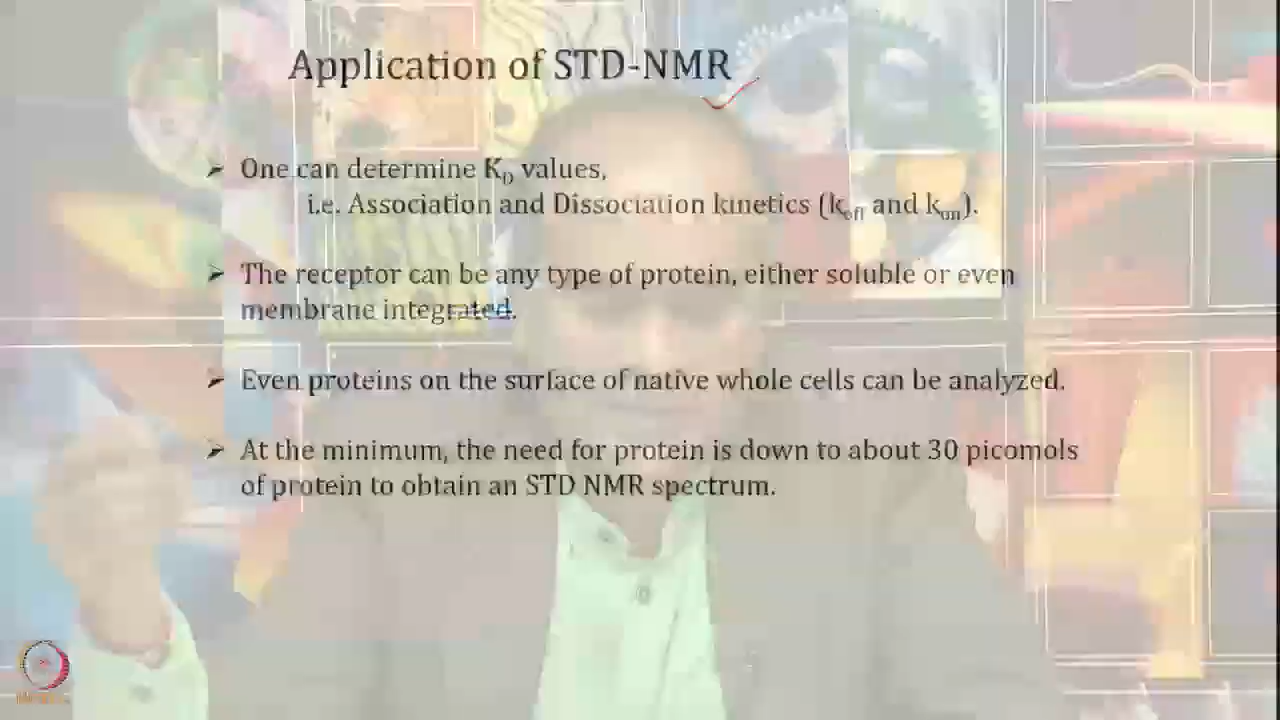 Application of STD-NMR
➢ One can determine K_D values,
i.e. Association and Dissociation kinetics (k_off and k_on).
➢ The receptor can be any type of protein, either soluble or even
membrane integrated.
➢ Even proteins on the surface of native whole cells can be analyzed.
➢ At the minimum, the need for protein is down to about 30 picomols
of protein to obtain an STD NMR spectrum.